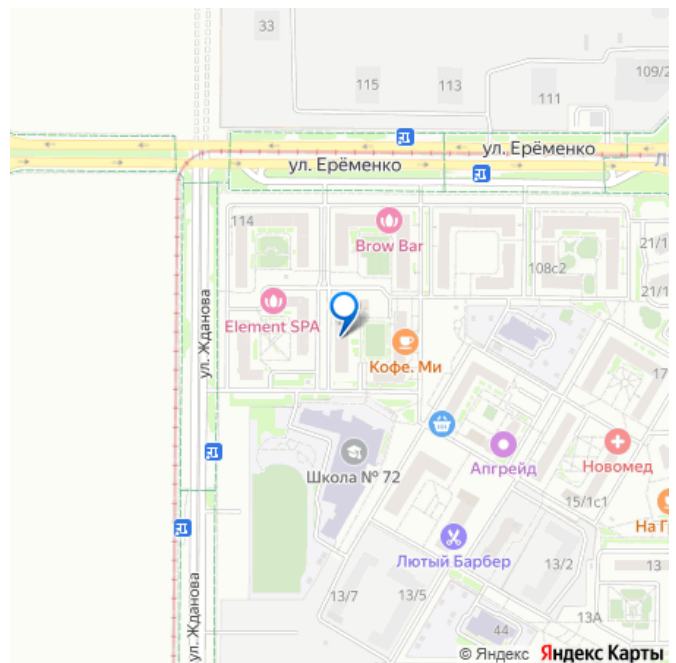 33
115
113
111
109/2
ул. Ерёменко
ул. Ерёменко
114
Brow Bar
108с2
21/1
21/1
Element SPA
Кофе. Ми
ул. Жданова
17
Апгрейд
Новомед
Школа № 72
15/1с1
На Г
Лютый Барбер
13/2
13
13/7
13/5
13А
44
ул. Жданова
© Яндекс Яндекс Карты